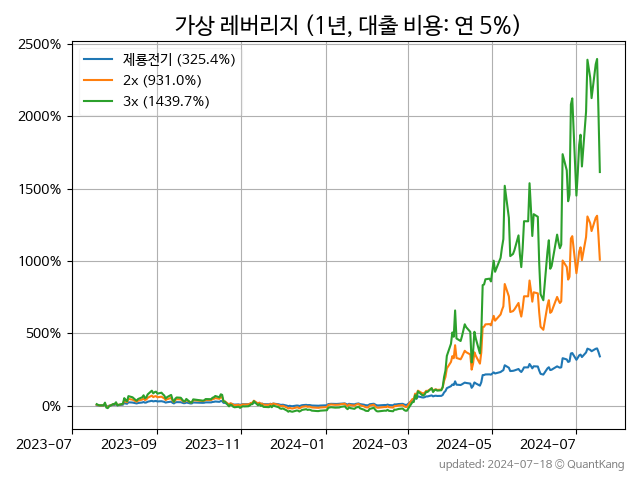 가상 레버리지 (1년, 대출 비용: 연 5%)
제룡전기 (325.4%)
2x (931.0%)
3x (1439.7%)
2500%
2000%
1500%
1000%
500%
0%
2023-07 2023-09 2023-11 2024-01 2024-03 2024-05 2024-07
updated: 2024-07-18 © QuantKang